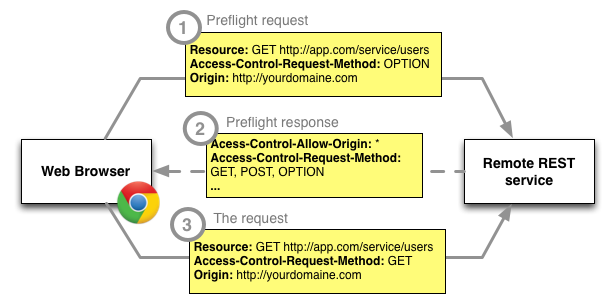 1
Preflight request
Resource: GET http://app.com/service/users
Access-Control-Request-Method: OPTION
Origin: http://yourdomaine.com
2
Preflight response
Acess-Control-Allow-Origin: *
Access-Control-Request-Method:
GET, POST, OPTION
...
Web Browser
Remote REST
service
3
The request
Resource: GET http://app.com/service/users
Access-Control-Request-Method: GET
Origin: http://yourdomaine.com